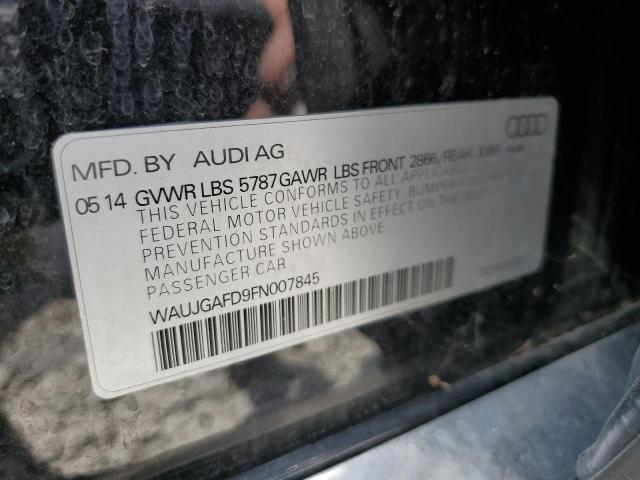 MFD. BY AUDI AG
05 14 GVWR LBS 5787 GAWR LBS FRONT 2866/REAR
THIS VEHICLE CONFORMS TO ALL APPLICABLE
FEDERAL MOTOR VEHICLE SAFETY, BUMPER
PREVENTION STANDARDS IN EFFECT ON THE DATE
MANUFACTURE SHOWN ABOVE
PASSENGER CAR
WAUJGAFD9FN007845